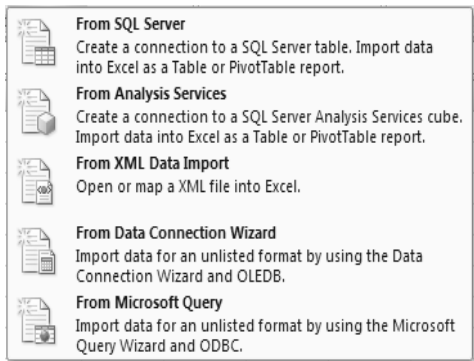 From SQL Server
Create a connection to a SQL Server table. Import data
into Excel as a Table or PivotTable report.
From Analysis Services
Create a connection to a SQL Server Analysis Services cube.
Import data into Excel as a Table or PivotTable report.
From XML Data Import
Open or map a XML file into Excel.
From Data Connection Wizard
Import data for an unlisted format by using the Data
Connection Wizard and OLEDB.
From Microsoft Query
Import data for an unlisted format by using the Microsoft
Query Wizard and ODBC.